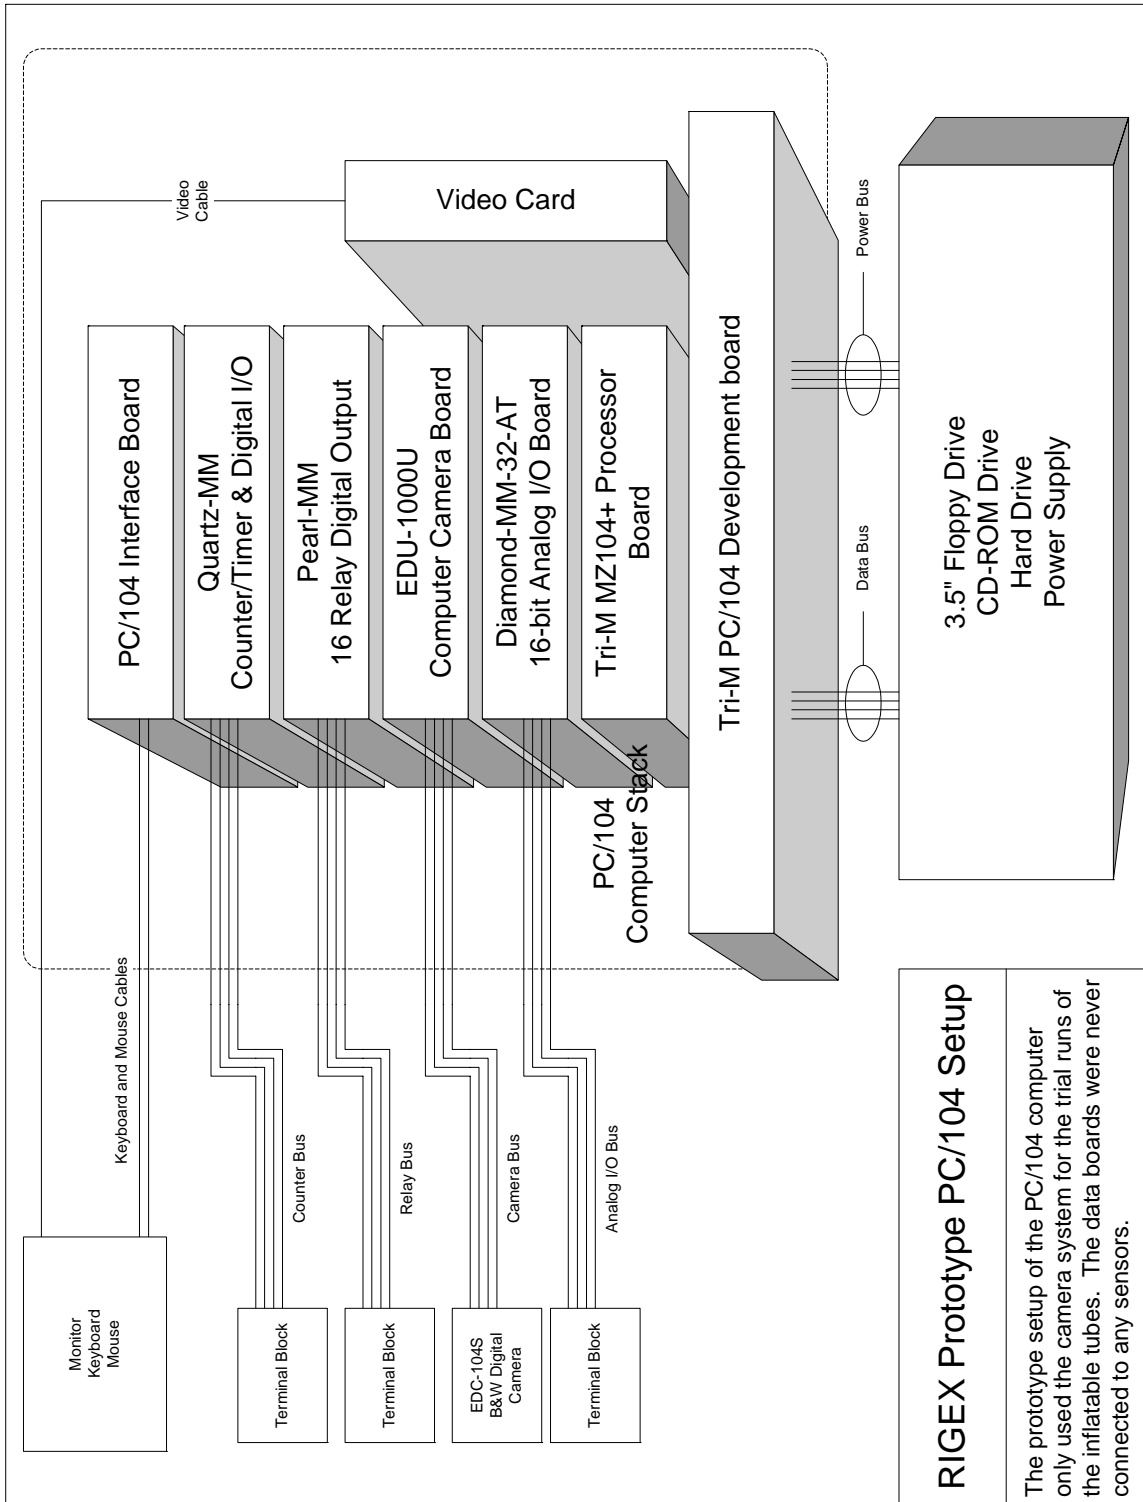 Monitor
Keyboard
Mouse
Video
Cable
Keyboard and Mouse Cables
Video Card
PC/104 Interface Board
Quartz-MM
Counter/Timer & Digital I/O
Pearl-MM
16 Relay Digital Output
EDU-1000U
Computer Camera Board
Diamond-MM-32-AT
16-bit Analog I/O Board
Tri-M MZ104+ Processor
Board
PC/104
Computer Stack
Terminal Block
Counter Bus
Terminal Block
Relay Bus
EDC-104S
B&W Digital
Camera
Camera Bus
Terminal Block
Analog I/O Bus
Tri-M PC/104 Development board
Data Bus
Power Bus
3.5" Floppy Drive
CD-ROM Drive
Hard Drive
Power Supply
RIGEX Prototype PC/104 Setup
The prototype setup of the PC/104 computer
only used the camera system for the trial runs of
the inflatable tubes.  The data boards were never
connected to any sensors.